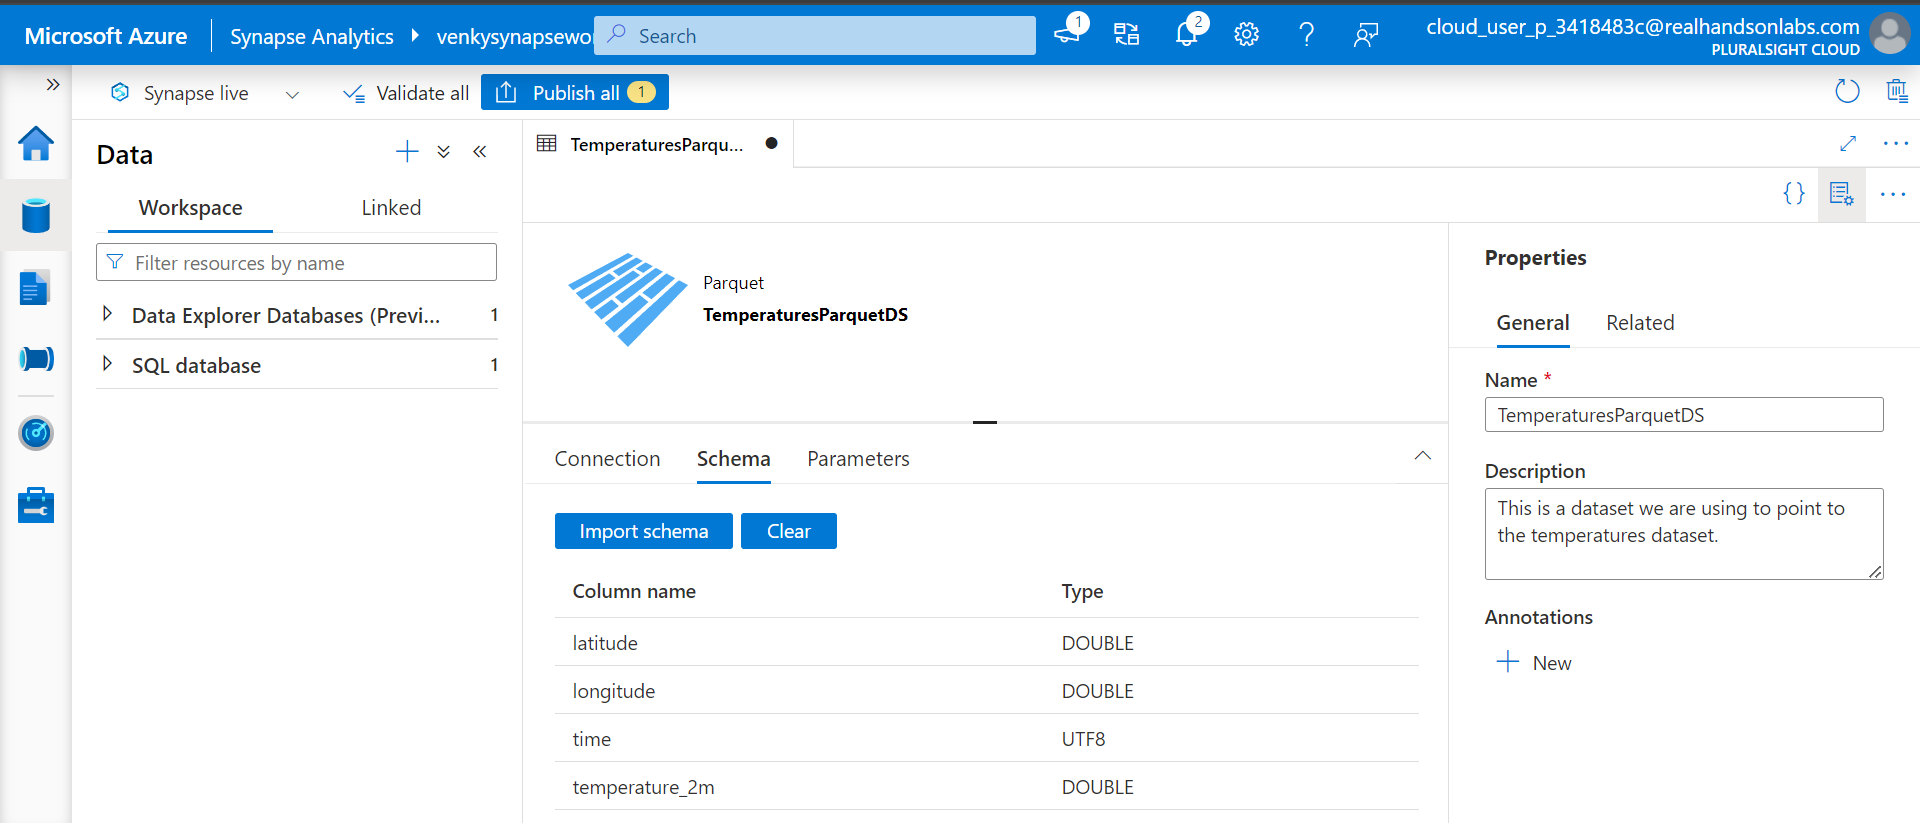 Microsoft Azure
Synapse Analytics
venkysynapsewo
Search
1
2
cloud_user_p_3418483c@realhandsonlabs.com
PLURALSIGHT CLOUD
Synapse live
Validate all
Publish all 1
Data
Workspace
Linked
Filter resources by name
Data Explorer Databases (Previ... 1
SQL database 1
TemperaturesParqu...
{}
Parquet
TemperaturesParquetDS
Connection
Schema
Parameters
Import schema
Clear
Column name Type
latitude DOUBLE
longitude DOUBLE
time UTF8
temperature_2m DOUBLE
Properties
General
Related
Name *
TemperaturesParquetDS
Description
This is a dataset we are using to point to
the temperatures dataset.
Annotations
New